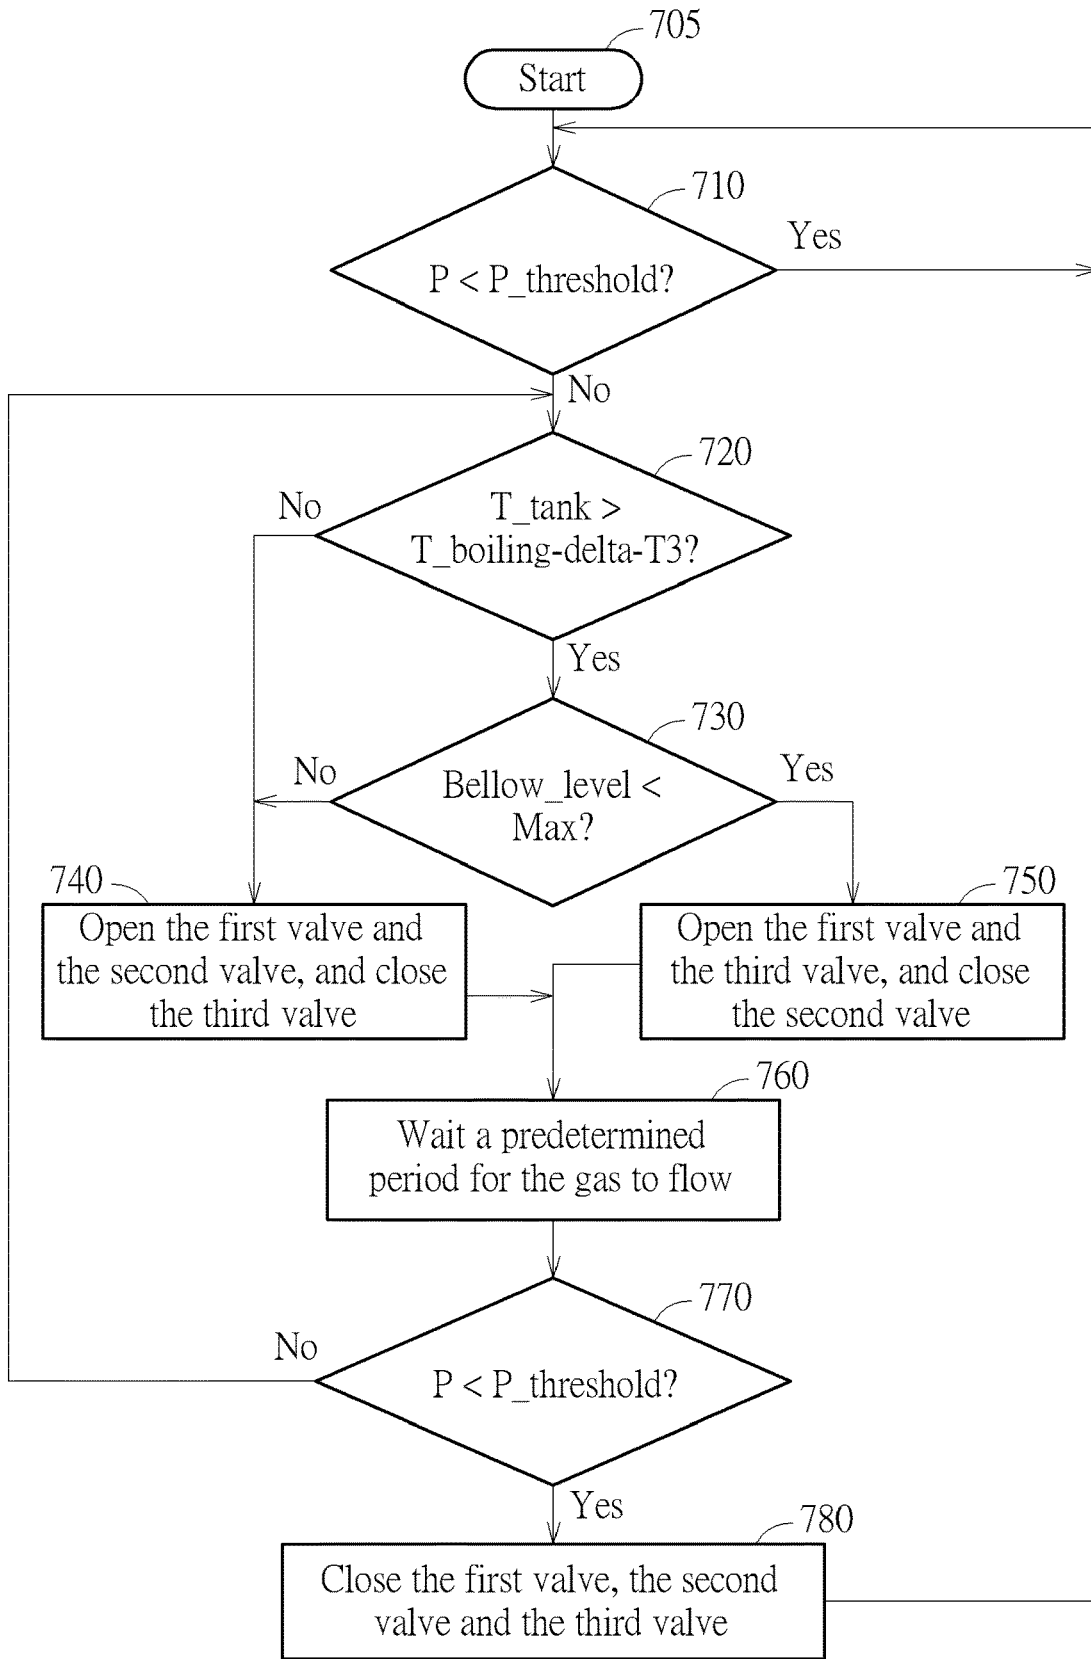 705
Start
710
Yes
P < P_threshold?
No
720
No
T_tank >
T_boiling-delta-T3?
Yes
730
No
Yes
Bellow_level <
Max?
740
750
Open the first valve and
the second valve, and close
the third valve
Open the first valve and
the third valve, and close
the second valve
760
Wait a predetermined
period for the gas to flow
770
No
P < P_threshold?
Yes
780
Close the first valve, the second
valve and the third valve